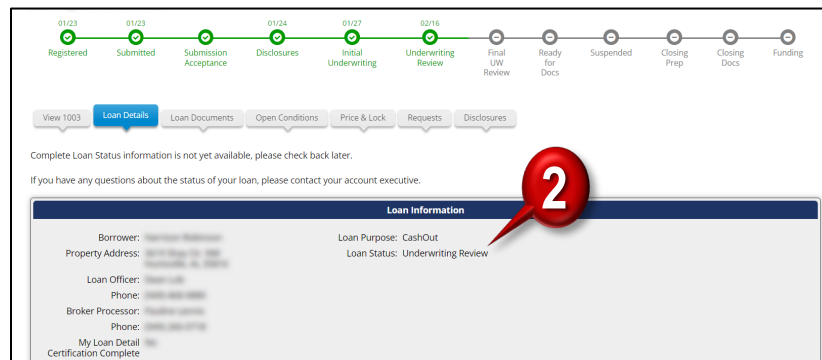 01/23 01/23 01/24 01/27 02/16
Registered Submitted Submission Acceptance Disclosures Initial Underwriting Underwriting Review Final UW Review Ready for Docs Suspended Closing Prep Closing Docs Funding
View 1003 Loan Details Loan Documents Open Conditions Price & Lock Requests Disclosures
Complete Loan Status information is not yet available, please check back later.
If you have any questions about the status of your loan, please contact your account executive.
2
Loan Information
Borrower: Loan Purpose: CashOut
Property Address: Loan Status: Underwriting Review
Loan Officer:
Phone:
Broker Processor:
Phone:
My Loan Detail
Certification Complete